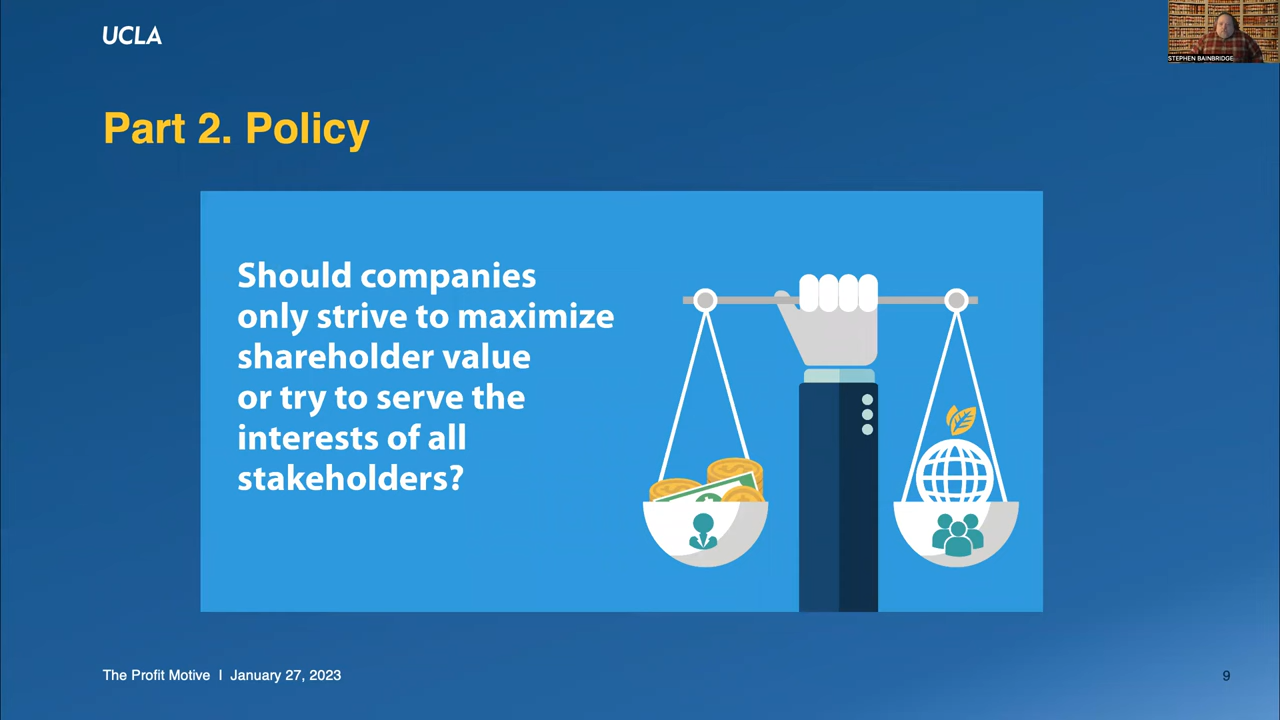 UCLA
STEPHEN BAINBRIDGE
Part 2. Policy
Should companies
only strive to maximize
shareholder value
or try to serve the
interests of all
stakeholders?
The Profit Motive | January 27, 2023
9